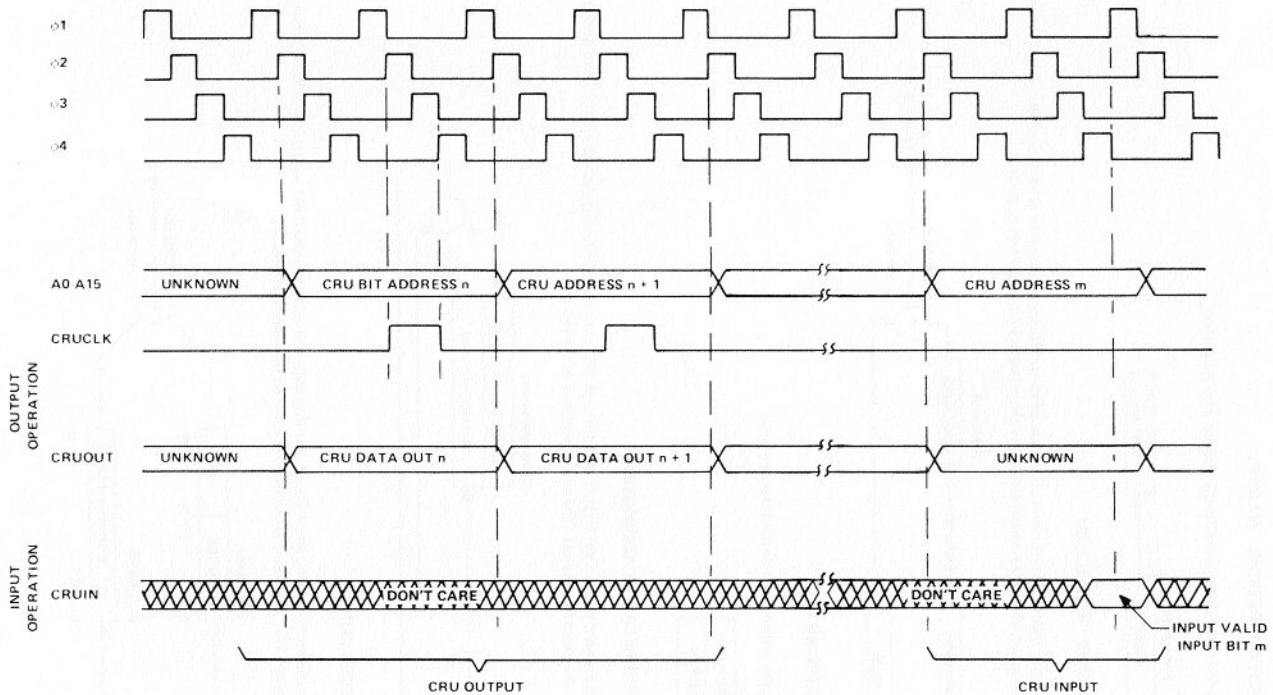 φ1
φ2
φ3
φ4
A0 A15
UNKNOWN
CRU BIT ADDRESS n
CRU ADDRESS n + 1
CRU ADDRESS m
CRUCLK
OUTPUT
OPERATION
CRUOUT
UNKNOWN
CRU DATA OUT n
CRU DATA OUT n + 1
UNKNOWN
INPUT
OPERATION
CRUIN
DON'T CARE
DON'T CARE
INPUT VALID
INPUT BIT m
CRU OUTPUT
CRU INPUT